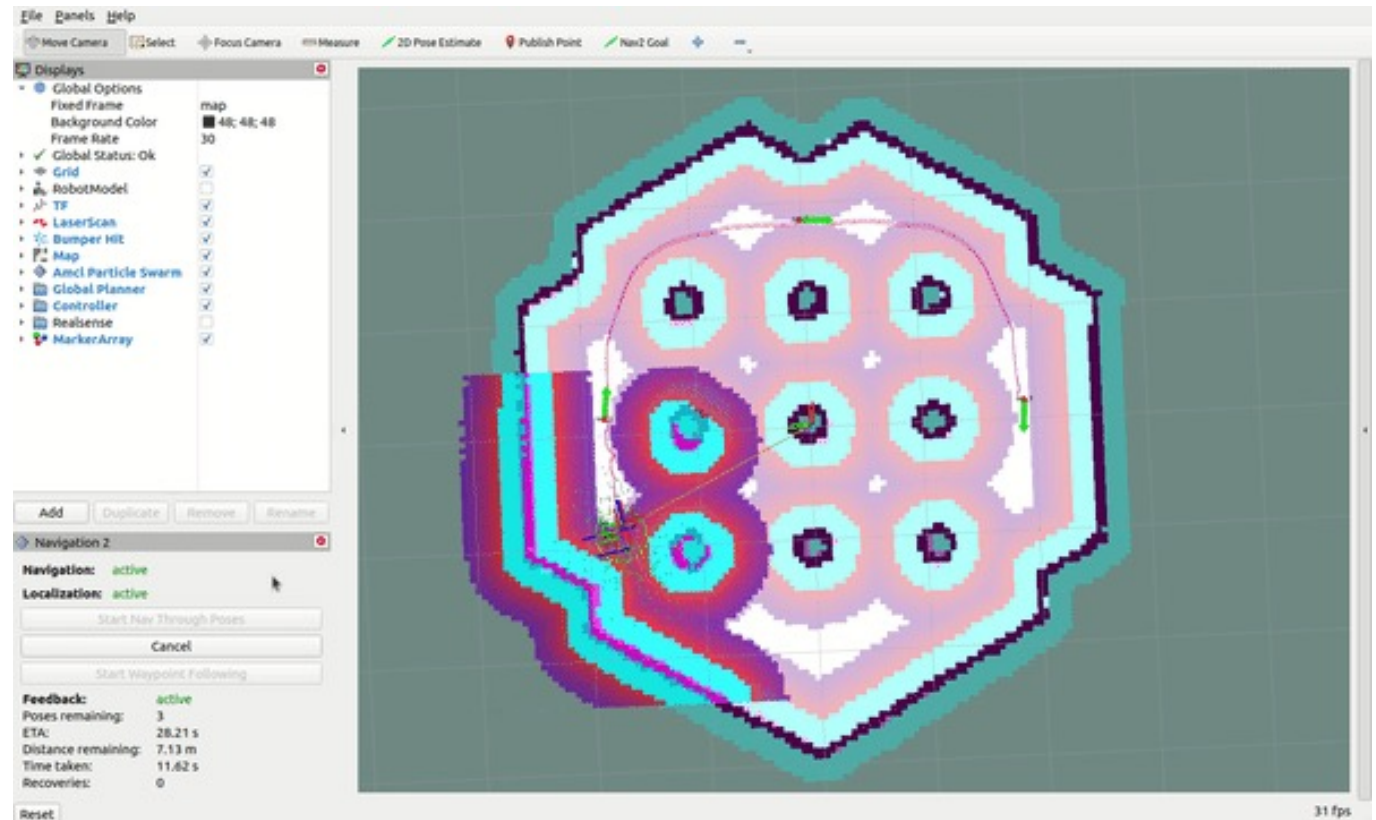 File Panels Help
Move Camera Select Focus Camera Measure 2D Pose Estimate Publish Point Nav2 Goal
Displays
Global Options
Fixed Frame map
Background Color 48; 48; 48
Frame Rate 30
Global Status: Ok
Grid
RobotModel
TF
LaserScan
Bumper Hit
Map
Amcl Particle Swarm
Global Planner
Controller
Realsense
MarkerArray
Add Duplicate Remove Rename
Navigation 2
Navigation: active
Localization: active
Start Nav Through Poses
Cancel
Start Waypoint Following
Feedback: active
Poses remaining: 3
ETA: 28.21 s
Distance remaining: 7.13 m
Time taken: 11.62 s
Recoveries: 0
Reset 31 fps